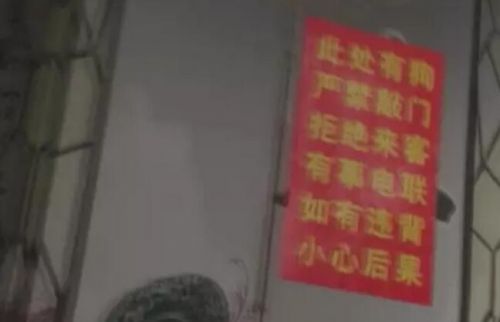 此处有狗
严禁敲门
拒绝来客
有事电联
如有违背
小心后果